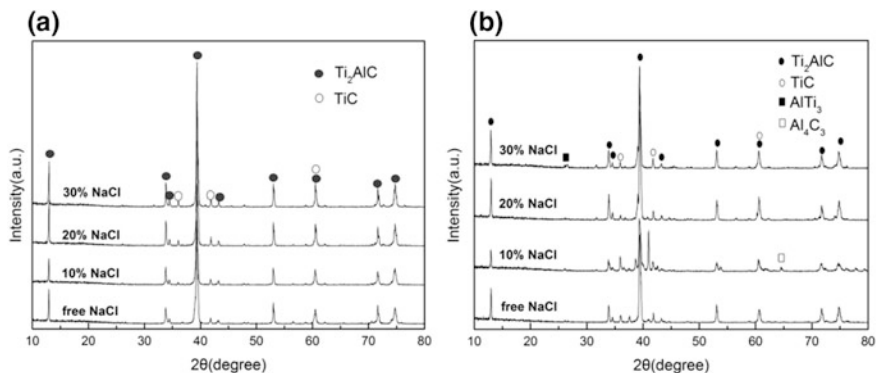 (a)
Ti₂AlC
TiC
30% NaCl
20% NaCl
10% NaCl
free NaCl
Intensity(a.u.)
10 20 30 40 50 60 70 80
2θ(degree)
(b)
Ti₂AlC
TiC
AlTi₃
Al₄C₃
30% NaCl
20% NaCl
10% NaCl
free NaCl
Intensity(a.u.)
10 20 30 40 50 60 70 80
2θ(degree)